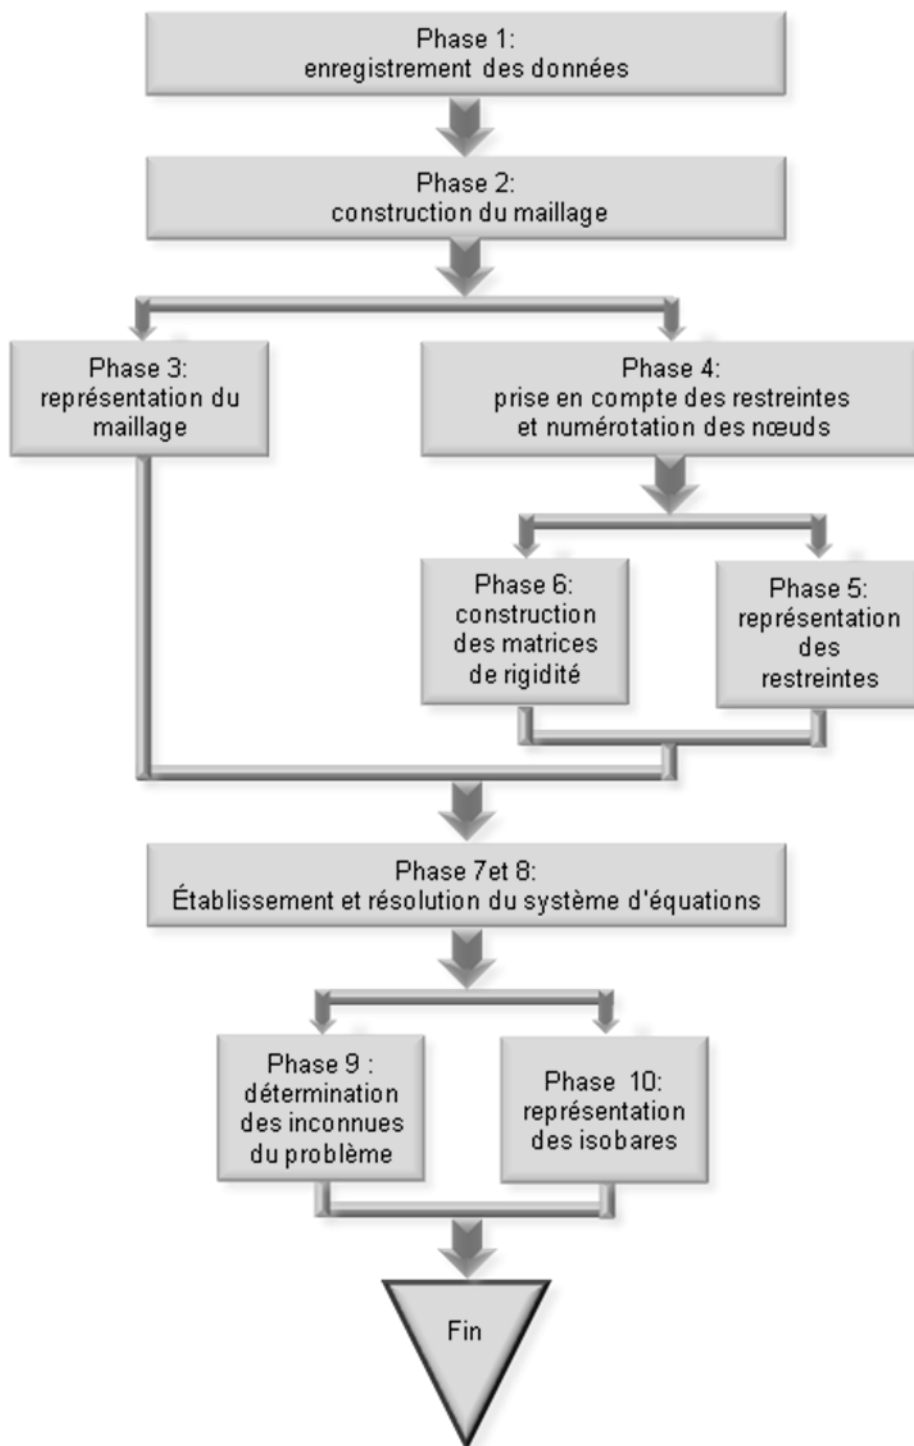 Phase 1:
enregistrement des données
Phase 2:
construction du maillage
Phase 3:
représentation du
maillage
Phase 4:
prise en compte des restreintes
et numérotation des nœuds
Phase 6:
construction
des matrices
de rigidité
Phase 5:
représentation
des
restreintes
Phase 7et 8:
Établissement et résolution du système d'équations
Phase 9 :
détermination
des inconnues
du problème
Phase 10:
représentation
des isobares
Fin